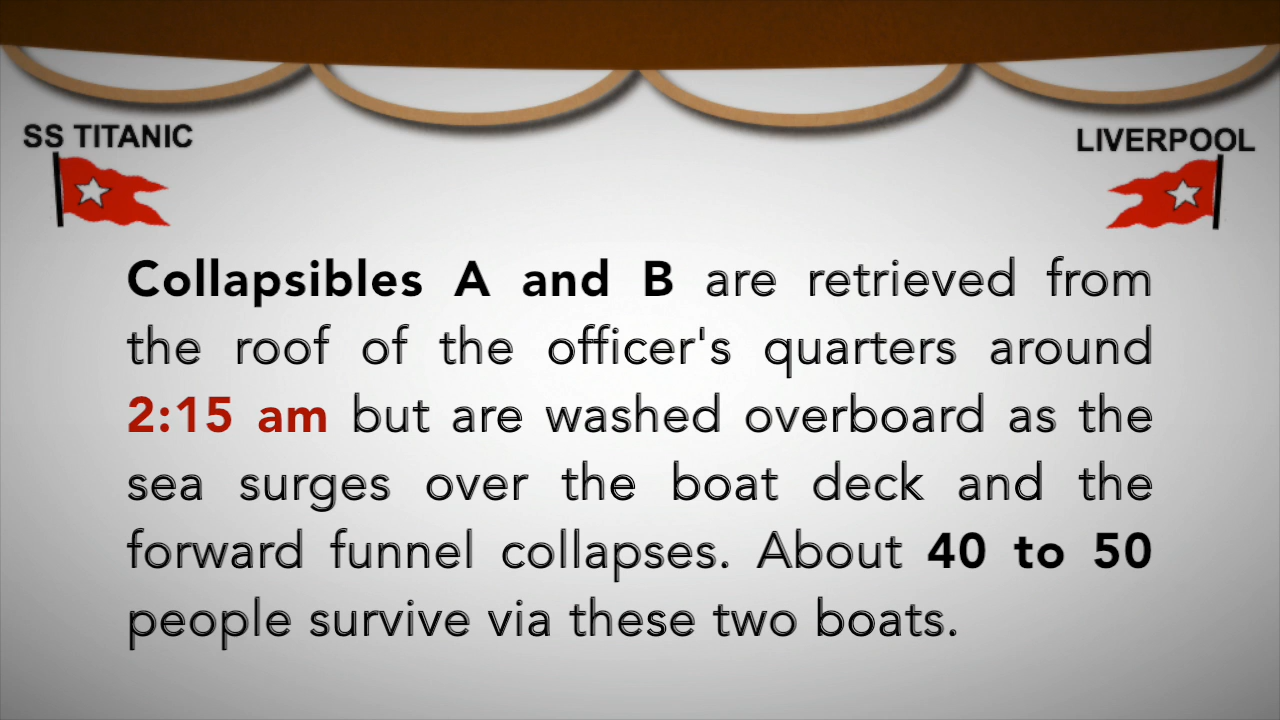 SS TITANIC
LIVERPOOL
Collapsibles A and B are retrieved from
the roof of the officer's quarters around
2:15 am but are washed overboard as the
sea surges over the boat deck and the
forward funnel collapses. About 40 to 50
people survive via these two boats.